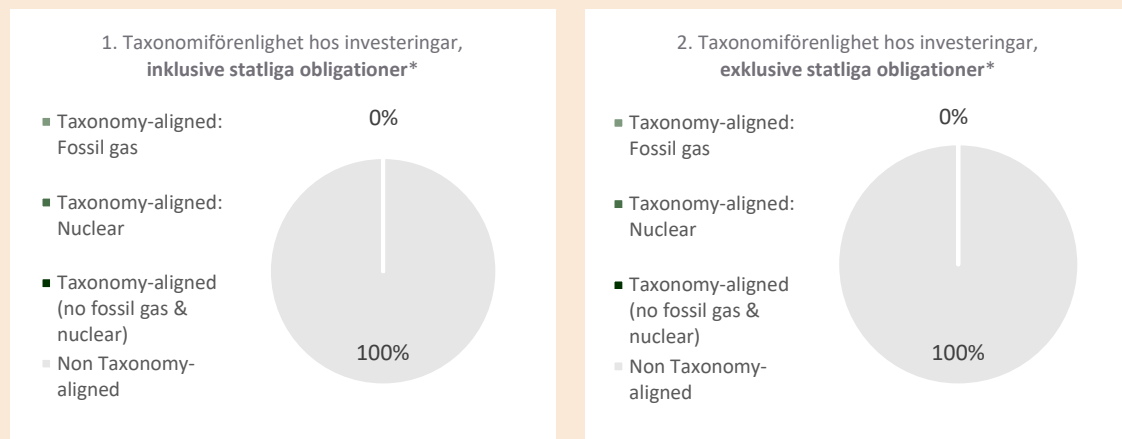 1. Taxonomiförenlighet hos investeringar,
inklusive statliga obligationer*
Taxonomy-aligned:
Fossil gas
Taxonomy-aligned:
Nuclear
Taxonomy-aligned
(no fossil gas &
nuclear)
Non Taxonomy-
aligned
0%
100%
2. Taxonomiförenlighet hos investeringar,
exklusive statliga obligationer*
Taxonomy-aligned:
Fossil gas
Taxonomy-aligned:
Nuclear
Taxonomy-aligned
(no fossil gas &
nuclear)
Non Taxonomy-
aligned
0%
100%